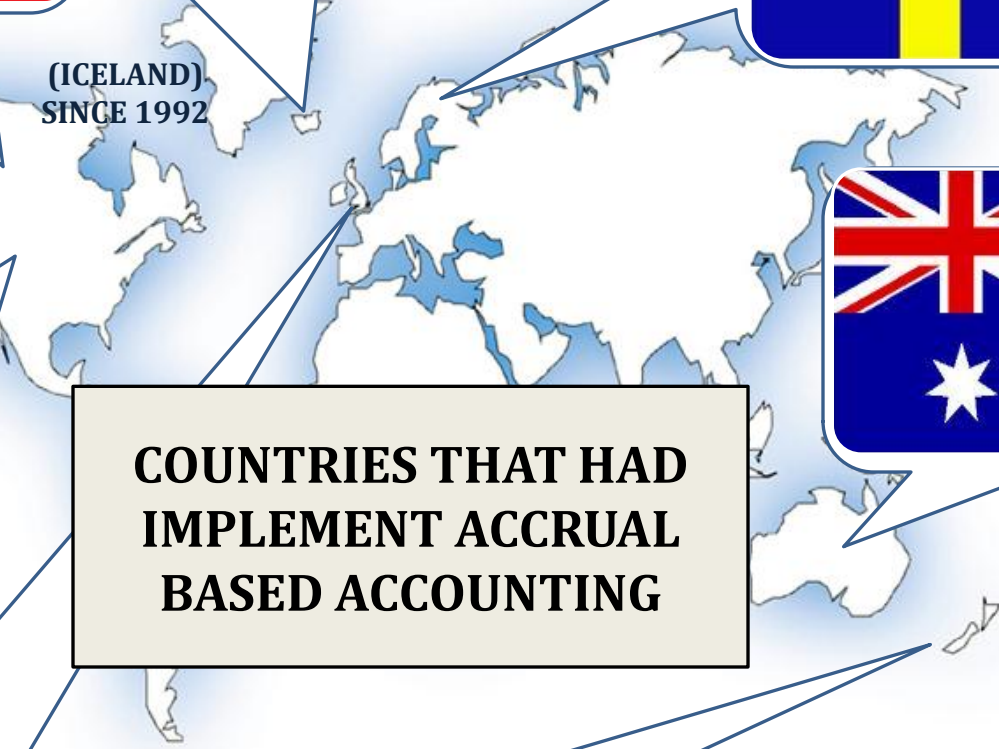 (ICELAND)
SINCE 1992
COUNTRIES THAT HAD
IMPLEMENT ACCRUAL
BASED ACCOUNTING